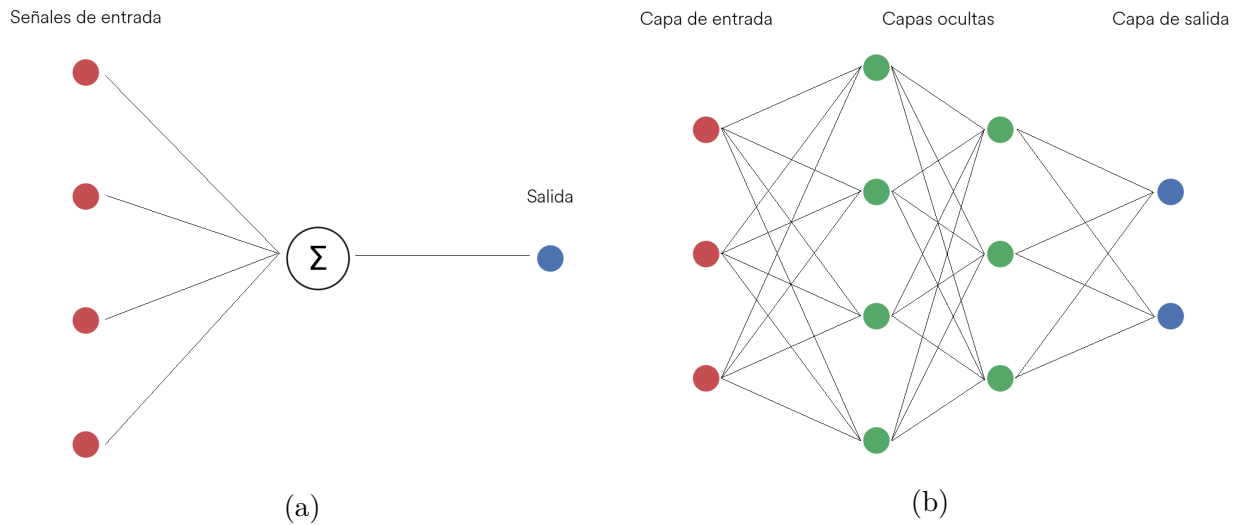 Señales de entrada
Σ
Salida
(a)
Capa de entrada
Capas ocultas
Capa de salida
(b)